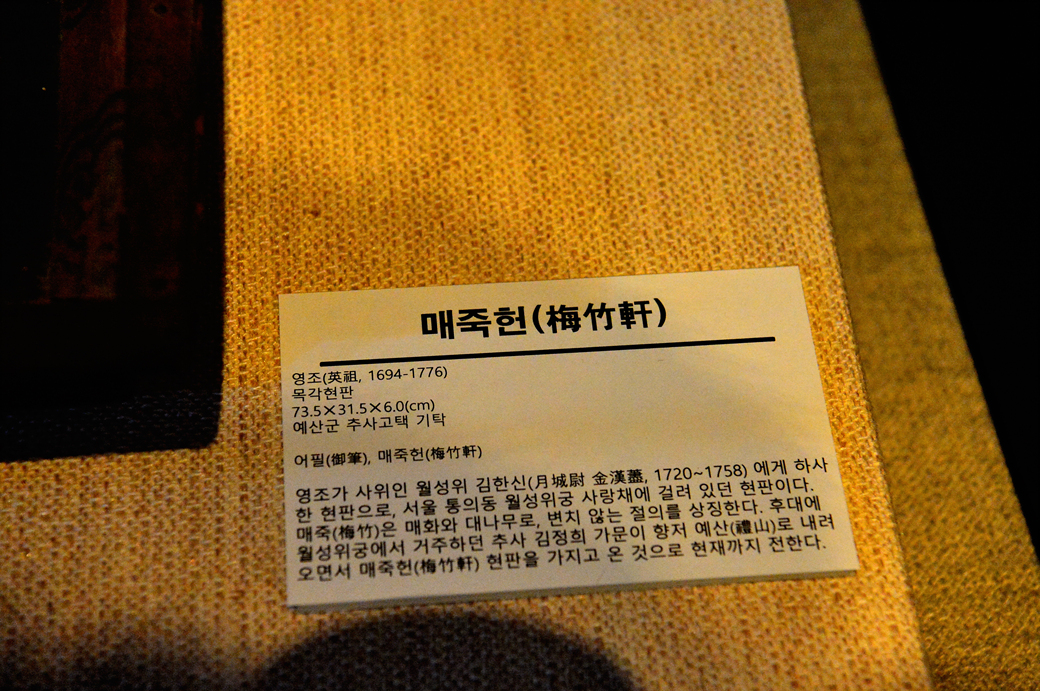 매죽헌(梅竹軒)
영조(英祖, 1694-1776)
목각현판
73.5×31.5×6.0(cm)
예산군 추사고택 기탁
어필(御筆), 매죽헌(梅竹軒)
영조가 사위인 월성위 김한신(月城尉 金漢藎, 1720~1758) 에게 하사
한 현판으로, 서울 통의동 월성위궁 사랑채에 걸려 있던 현판이다.
매죽(梅竹)은 매화와 대나무로, 변치 않는 절의를 상징한다. 후대에
월성위궁에서 거주하던 추사 김정희 가문이 향저 예산(禮山)로 내려
오면서 매죽헌(梅竹軒) 현판을 가지고 온 것으로 현재까지 전한다.